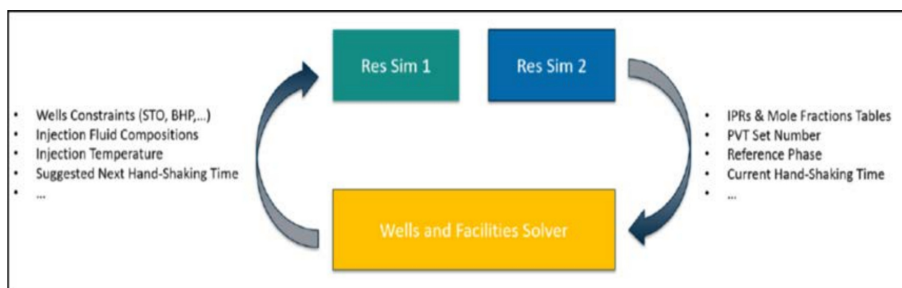 Res Sim 1
Res Sim 2
• Wells Constraints (STO, BHP,...)
• Injection Fluid Compositions
• Injection Temperature
• Suggested Next Hand-Shaking Time
• ...
• IPRs & Mole Fractions Tables
• PVT Set Number
• Reference Phase
• Current Hand-Shaking Time
• ...
Wells and Facilities Solver